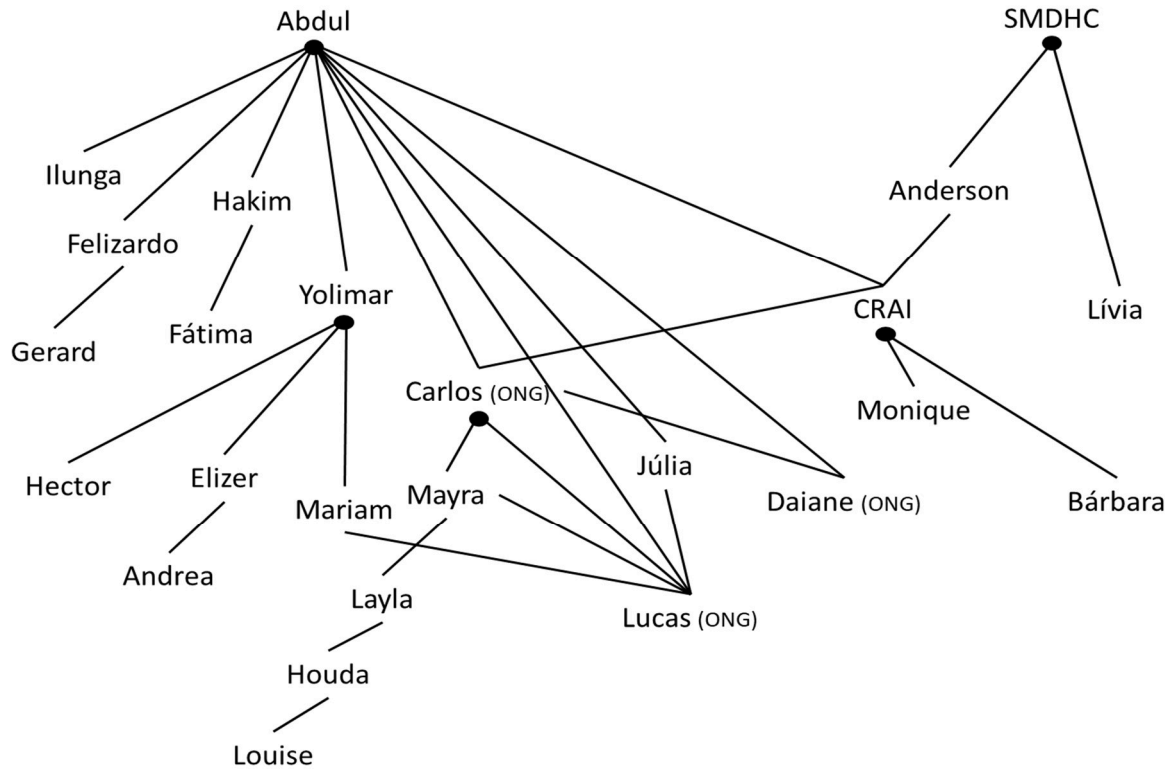 Abdul
SMDHC
Ilunga
Hakim
Anderson
Felizardo
Yolimar
CRAI
Lívia
Fátima
Gerard
Carlos (ONG)
Monique
Júlia
Elizer
Hector
Mayra
Daiane (ONG)
Bárbara
Mariam
Andrea
Layla
Lucas (ONG)
Houda
Louise